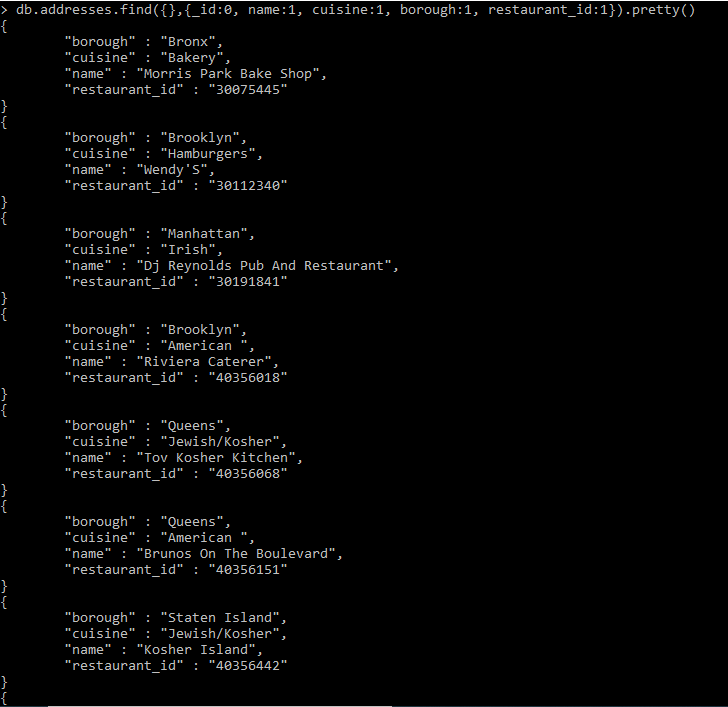 > db.addresses.find({},{_id:0, name:1, cuisine:1, borough:1, restaurant_id:1}).pretty()
{
        "borough" : "Bronx",
        "cuisine" : "Bakery",
        "name" : "Morris Park Bake Shop",
        "restaurant_id" : "30075445"
}
{
        "borough" : "Brooklyn",
        "cuisine" : "Hamburgers",
        "name" : "Wendy'S",
        "restaurant_id" : "30112340"
}
{
        "borough" : "Manhattan",
        "cuisine" : "Irish",
        "name" : "Dj Reynolds Pub And Restaurant",
        "restaurant_id" : "30191841"
}
{
        "borough" : "Brooklyn",
        "cuisine" : "American ",
        "name" : "Riviera Caterer",
        "restaurant_id" : "40356018"
}
{
        "borough" : "Queens",
        "cuisine" : "Jewish/Kosher",
        "name" : "Tov Kosher Kitchen",
        "restaurant_id" : "40356068"
}
{
        "borough" : "Queens",
        "cuisine" : "American ",
        "name" : "Brunos On The Boulevard",
        "restaurant_id" : "40356151"
}
{
        "borough" : "Staten Island",
        "cuisine" : "Jewish/Kosher",
        "name" : "Kosher Island",
        "restaurant_id" : "40356442"
}
{